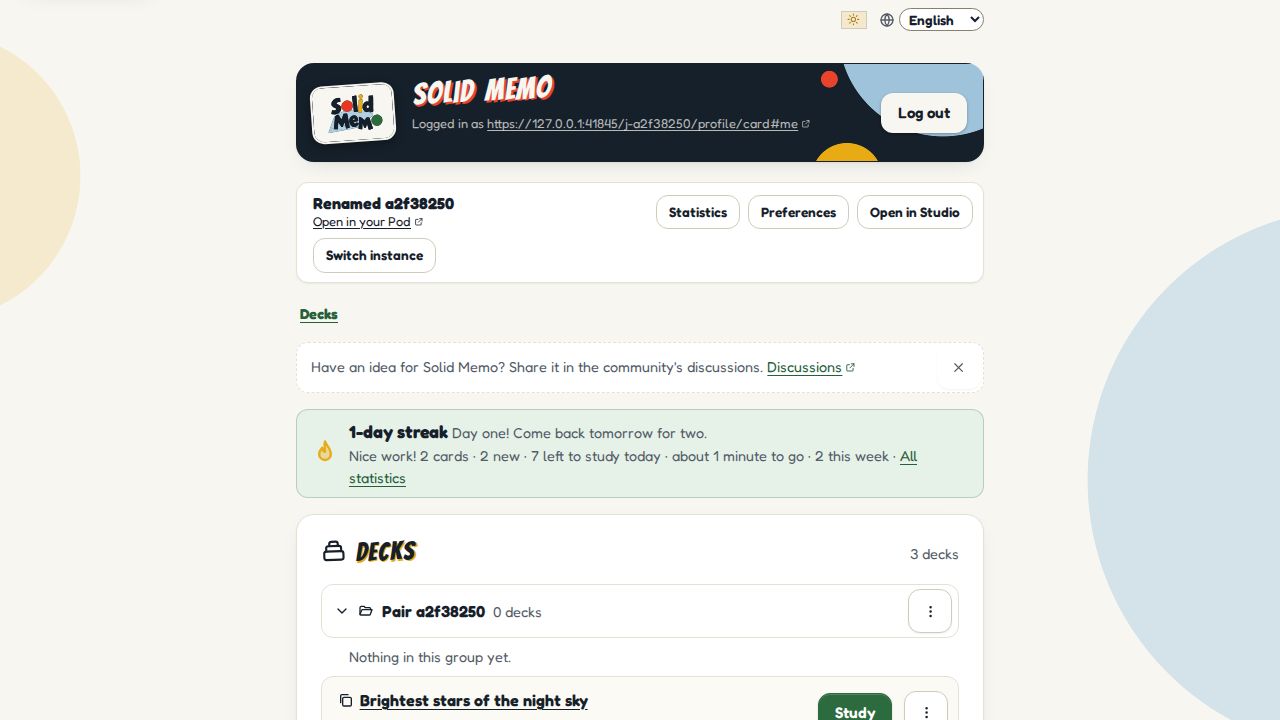 English
Solid Memo
SOLID MEMO
Logged in as https://127.0.0.1:41845/j-a2f38250/profile/card#me
Log out
Renamed a2f38250
Open in your Pod
Statistics
Preferences
Open in Studio
Switch instance
Decks
Have an idea for Solid Memo? Share it in the community's discussions. Discussions
1-day streak Day one! Come back tomorrow for two.
Nice work! 2 cards · 2 new · 7 left to study today · about 1 minute to go · 2 this week · All
statistics
DECKS
3 decks
Pair a2f38250 0 decks
Nothing in this group yet.
Brightest stars of the night sky
Study